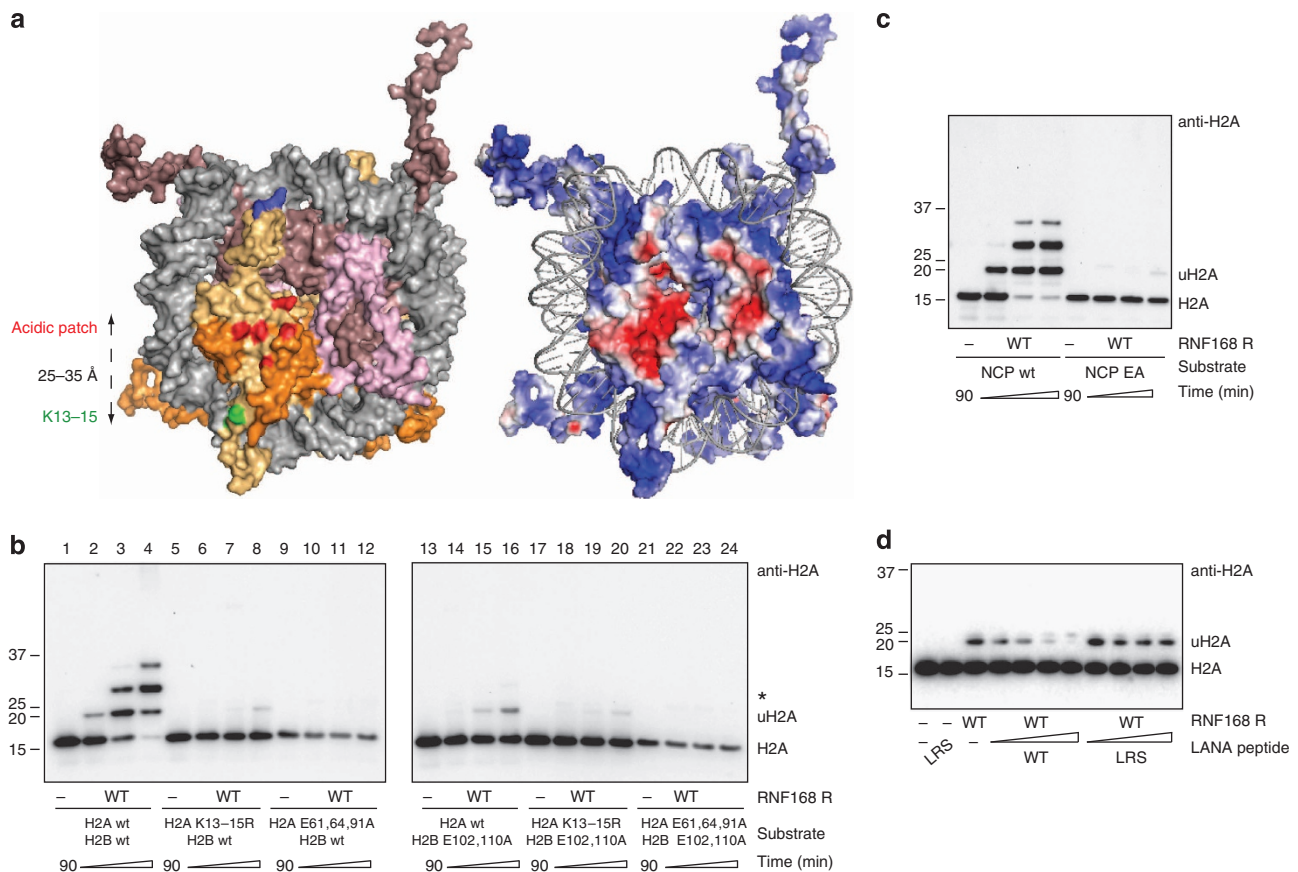 a
Acidic patch
25–35 Å
K13–15
b
1 2 3 4 5 6 7 8 9 10 11 12
13 14 15 16 17 18 19 20 21 22 23 24
anti-H2A
37
25
20
15
*
uH2A
H2A
– WT – WT – WT
– WT – WT – WT
RNF168 R
H2A wt H2A K13–15R H2A E61,64,91A
H2B wt H2B wt H2B wt
H2A wt H2A K13–15R H2A E61,64,91A
H2B E102,110A H2B E102,110A H2B E102,110A
Substrate
90 90 90
90 90 90
Time (min)
c
anti-H2A
37
25
20
15
uH2A
H2A
– WT – WT
RNF168 R
NCP wt NCP EA
Substrate
90 90
Time (min)
d
anti-H2A
37
25
20
15
uH2A
H2A
– – WT WT WT
RNF168 R
– LRS – WT LRS
LANA peptide